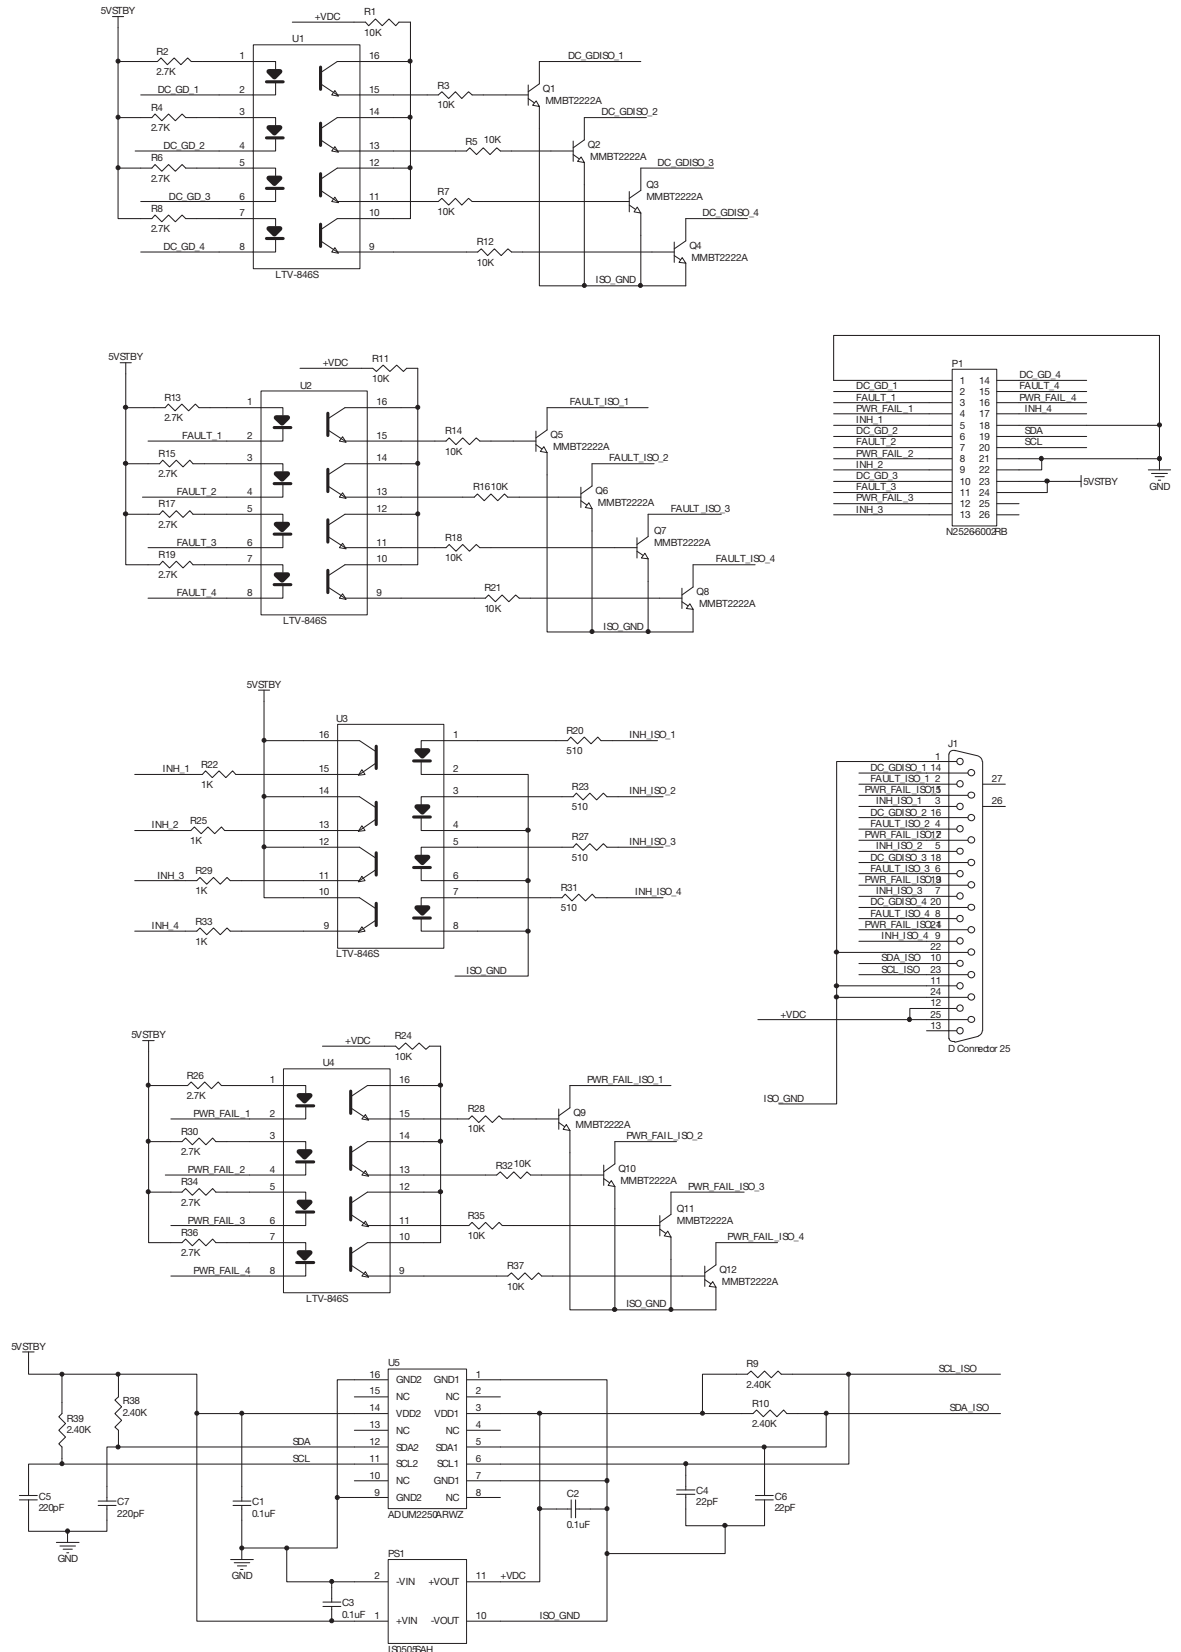 5VSTBY
+VDC R1
10K
U1
R2 1 16 DC_GDISO_1
2.7K
DC_GD_1 2 15 R3 Q1
10K MMBT2222A
R4 3 14 DC_GDISO_2
2.7K
DC_GD_2 4 13 R5 10K Q2
MMBT2222A
R6 5 12 DC_GDISO_3
2.7K
DC_GD_3 6 11 R7 Q3
10K MMBT2222A
R8 7 10 DC_GDISO_4
2.7K
DC_GD_4 8 9 R12 Q4
10K MMBT2222A
LTV-846S ISO_GND
5VSTBY
+VDC R11
10K
U2
R13 1 16 FAULT_ISO_1
2.7K
FAULT_1 2 15 R14 Q5
10K MMBT2222A
R15 3 14 FAULT_ISO_2
2.7K
FAULT_2 4 13 R16 10K Q6
MMBT2222A
R17 5 12 FAULT_ISO_3
2.7K
FAULT_3 6 11 R18 Q7
10K MMBT2222A
R19 7 10 FAULT_ISO_4
2.7K
FAULT_4 8 9 R21 Q8
10K MMBT2222A
LTV-846S ISO_GND
P1
1 14 DC_GD_4
DC_GD_1 2 15 FAULT_4
FAULT_1 3 16 PWR_FAIL_4
PWR_FAIL_1 4 17 INH_4
INH_1 5 18
DC_GD_2 6 19 SDA
FAULT_2 7 20 SCL
PWR_FAIL_2 8 21
INH_2 9 22
DC_GD_3 10 23 5VSTBY
FAULT_3 11 24
PWR_FAIL_3 12 25
INH_3 13 26
GND
N2526-6002RB
5VSTBY
U3
16 1 R20 INH_ISO_1
510
INH_1 R22 15 2
1K
14 3 R23 INH_ISO_2
510
INH_2 R25 13 4
1K
12 5 R27 INH_ISO_3
510
INH_3 R29 11 6
1K
10 7 R31 INH_ISO_4
510
INH_4 R33 9 8
1K
LTV-846S
ISO_GND
J1
1
DC_GDISO_1 14
FAULT_ISO_1 2 27
PWR_FAIL_ISO_1 15
INH_ISO_1 3 26
DC_GDISO_2 16
FAULT_ISO_2 4
PWR_FAIL_ISO_2 17
INH_ISO_2 5
DC_GDISO_3 18
FAULT_ISO_3 6
PWR_FAIL_ISO_3 19
INH_ISO_3 7
DC_GDISO_4 20
FAULT_ISO_4 8
PWR_FAIL_ISO_4 21
INH_ISO_4 9
22
SDA_ISO 10
SCL_ISO 23
11
24
12
+VDC 25
13
D Connector 25
ISO_GND
5VSTBY
+VDC R24
10K
U4
R26 1 16 PWR_FAIL_ISO_1
2.7K
PWR_FAIL_1 2 15 R28 Q9
10K MMBT2222A
R30 3 14 PWR_FAIL_ISO_2
2.7K
PWR_FAIL_2 4 13 R32 10K Q10
MMBT2222A
R34 5 12 PWR_FAIL_ISO_3
2.7K
PWR_FAIL_3 6 11 R35 Q11
10K MMBT2222A
R36 7 10 PWR_FAIL_ISO_4
2.7K
PWR_FAIL_4 8 9 R37 Q12
10K MMBT2222A
LTV-846S ISO_GND
5VSTBY
U5
16 GND2 GND1 1
15 NC NC 2
14 VDD2 VDD1 3
13 NC NC 4
SDA 12 SDA2 SDA1 5
SCL 11 SCL2 SCL1 6
10 NC GND1 7
9 GND2 NC 8
ADUM2250ARWZ
R9 SCL_ISO
2.40K
R10 SDA_ISO
2.40K
R39
2.40K
R38
2.40K
C5
220pF
C7
220pF
GND
C1
0.1uF
GND
C2
0.1uF
C4
22pF
C6
22pF
PS1
2 -VIN +VOUT 11 +VDC
C3
0.1uF
1 +VIN -VOUT 10 ISO_GND
IS0505SAH